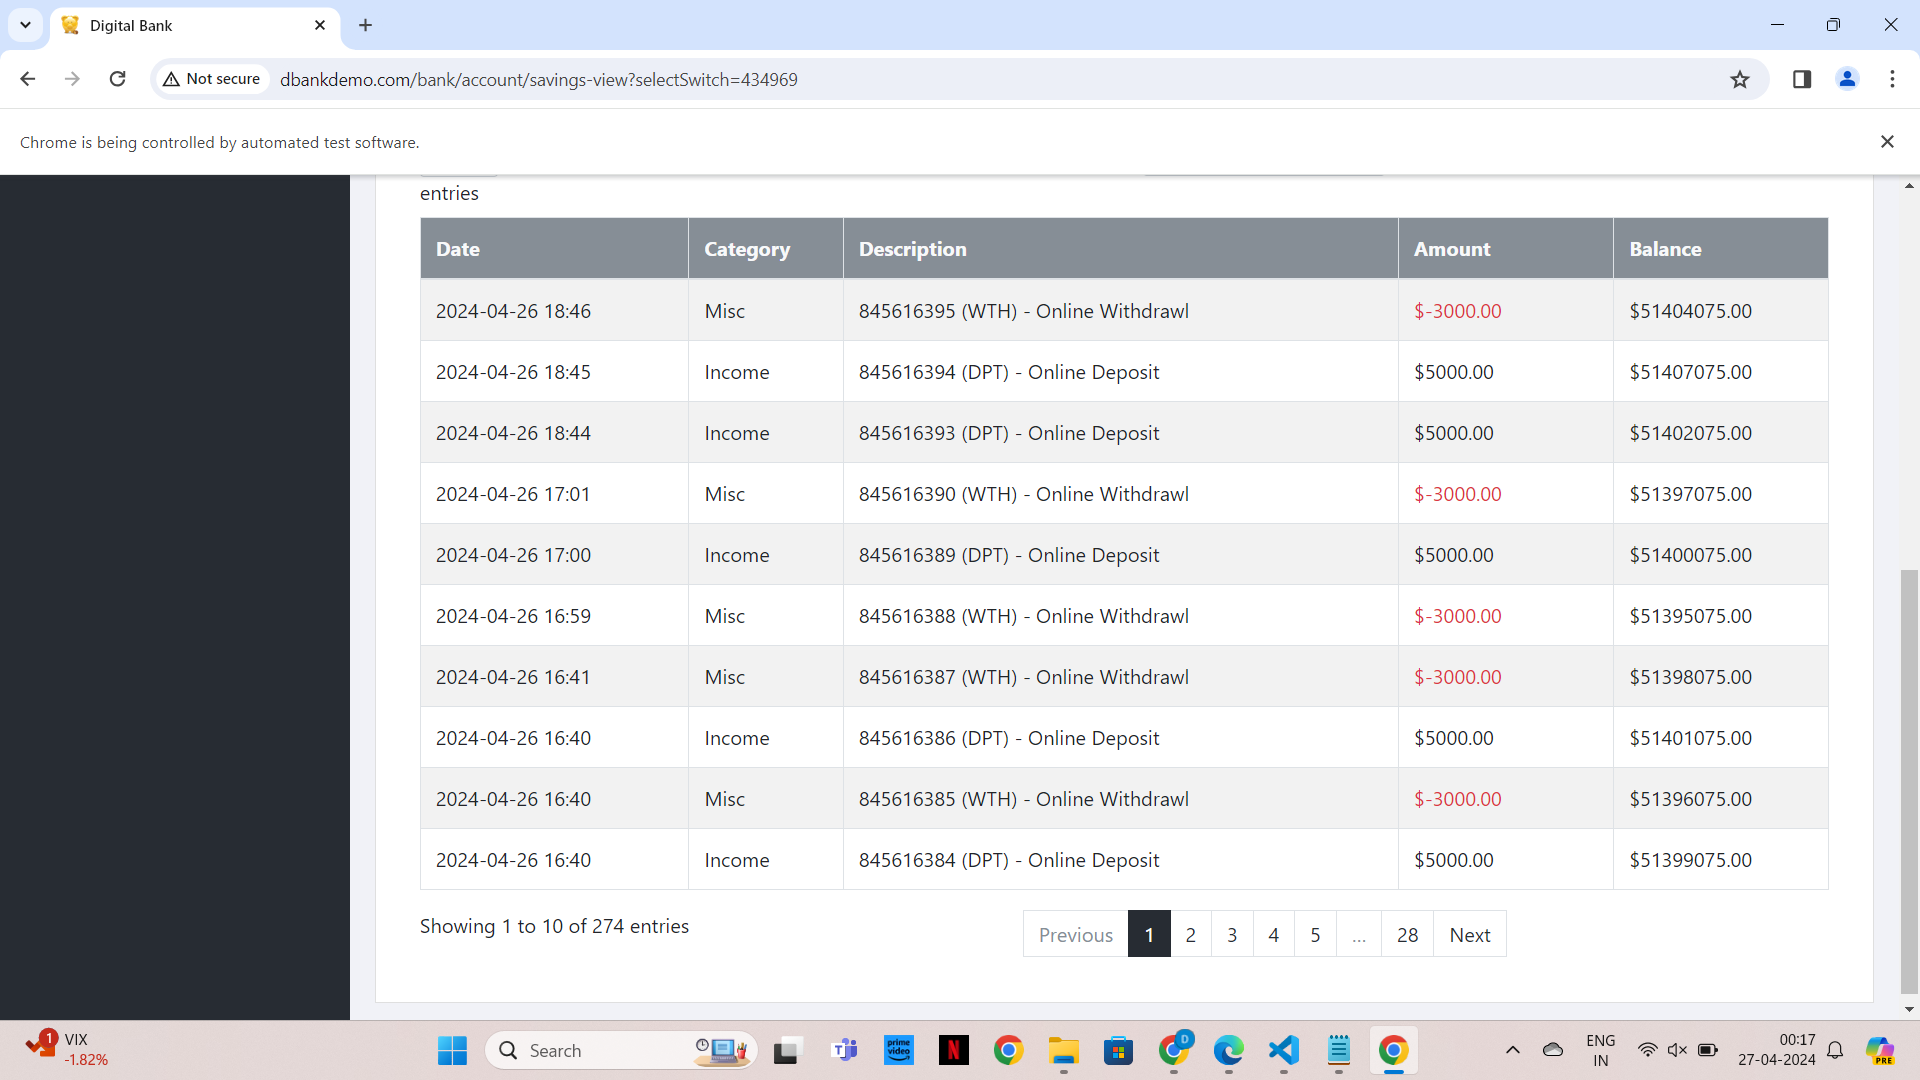 Digital Bank
Not secure dbankdemo.com/bank/account/savings-view?selectSwitch=434969
Chrome is being controlled by automated test software.
entries
Date Category Description Amount Balance
2024-04-26 18:46 Misc 845616395 (WTH) - Online Withdrawl $-3000.00 $51404075.00
2024-04-26 18:45 Income 845616394 (DPT) - Online Deposit $5000.00 $51407075.00
2024-04-26 18:44 Income 845616393 (DPT) - Online Deposit $5000.00 $51402075.00
2024-04-26 17:01 Misc 845616390 (WTH) - Online Withdrawl $-3000.00 $51397075.00
2024-04-26 17:00 Income 845616389 (DPT) - Online Deposit $5000.00 $51400075.00
2024-04-26 16:59 Misc 845616388 (WTH) - Online Withdrawl $-3000.00 $51395075.00
2024-04-26 16:41 Misc 845616387 (WTH) - Online Withdrawl $-3000.00 $51398075.00
2024-04-26 16:40 Income 845616386 (DPT) - Online Deposit $5000.00 $51401075.00
2024-04-26 16:40 Misc 845616385 (WTH) - Online Withdrawl $-3000.00 $51396075.00
2024-04-26 16:40 Income 845616384 (DPT) - Online Deposit $5000.00 $51399075.00
Showing 1 to 10 of 274 entries Previous 1 2 3 4 5 ... 28 Next
1 VIX
-1.82%
Search
prime video
N
D
ENG
IN
00:17
27-04-2024
PRE